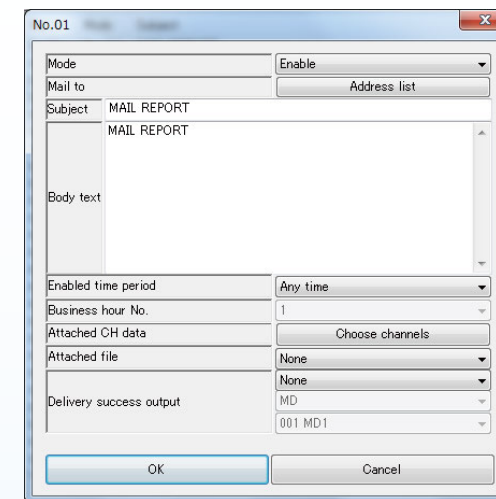 No.01
Mode Enable
Mail to Address list
Subject MAIL REPORT
Body text MAIL REPORT
Enabled time period Any time
Business hour No. 1
Attached CH data Choose channels
Attached file None
Delivery success output None
MD
001 MD1
OK Cancel